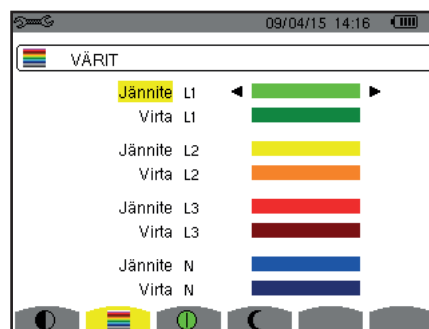 09/04/15 14:16
VÄRIT
Jännite L1
Virta L1
Jännite L2
Virta L2
Jännite L3
Virta L3
Jännite N
Virta N